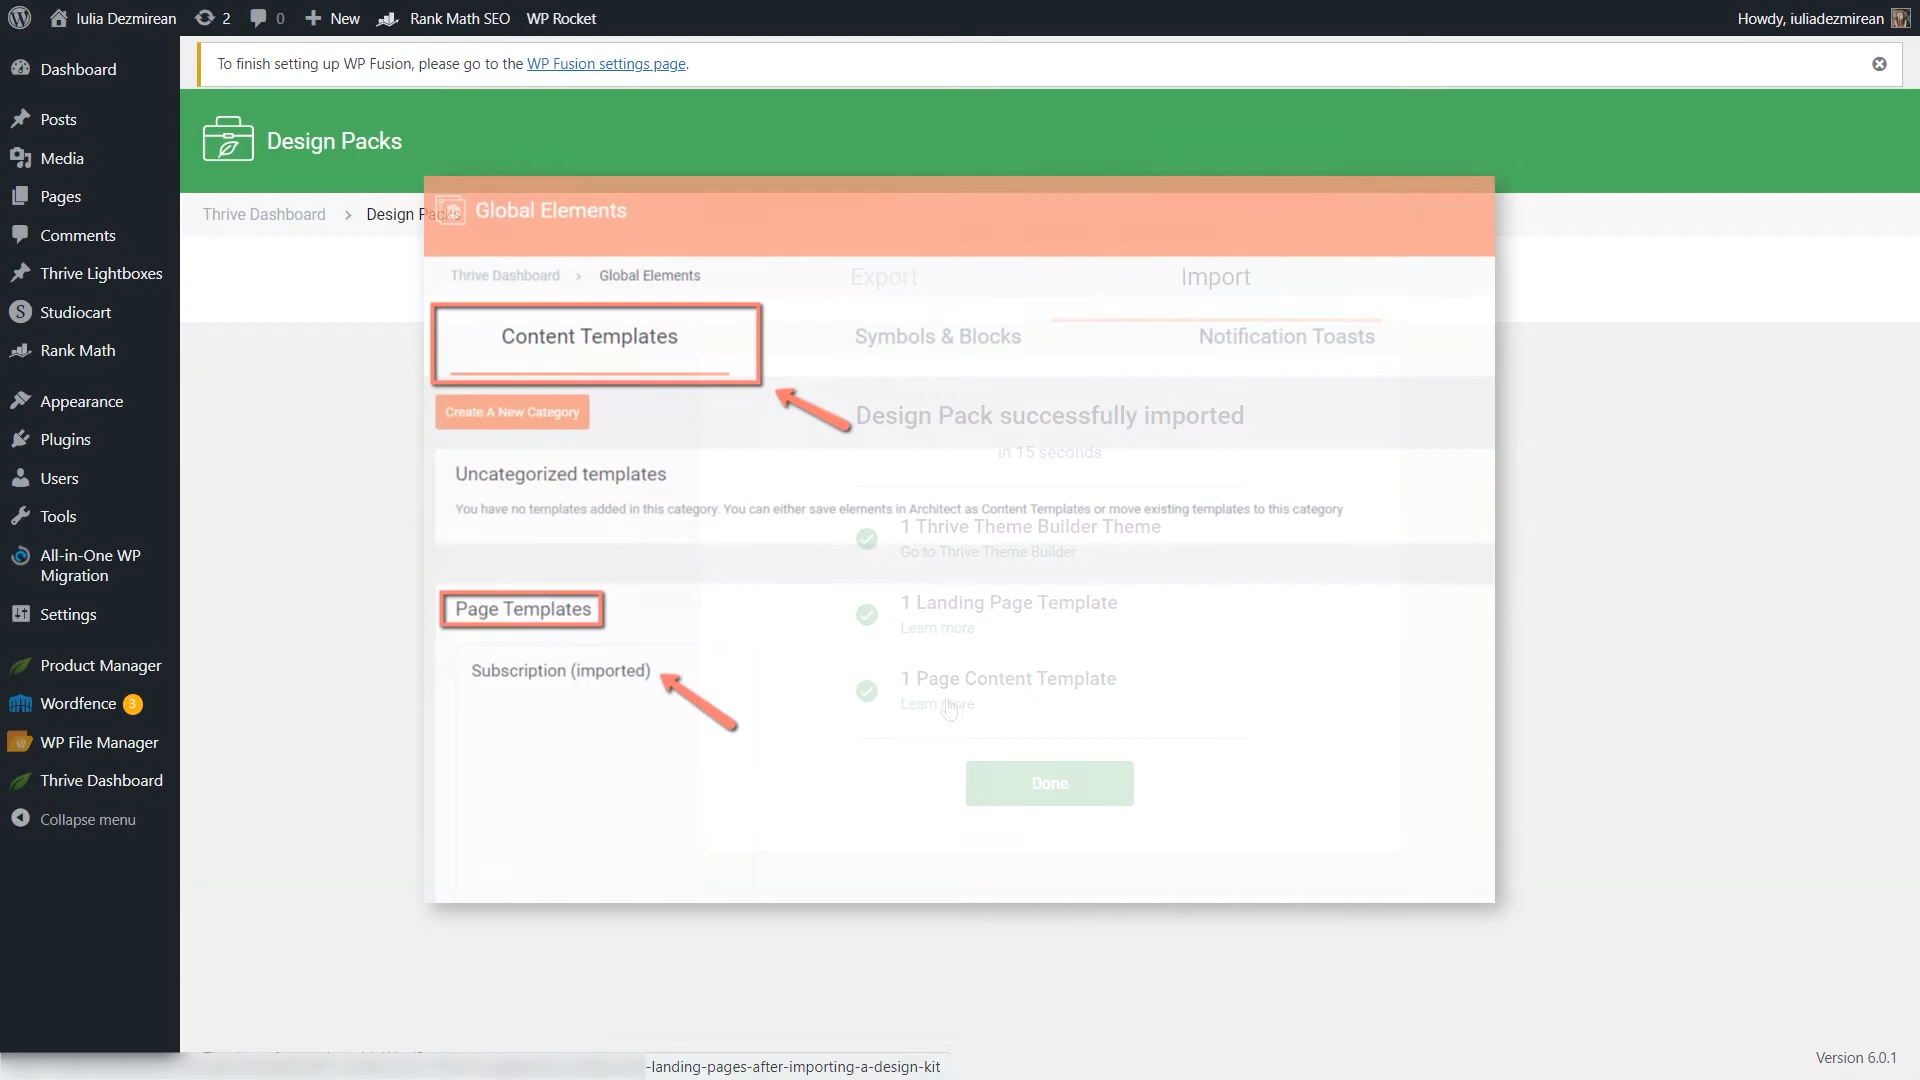 Iulia Dezmirean 2 0 New Rank Math SEO WP Rocket Howdy, iuliadezmirean
To finish setting up WP Fusion, please go to the WP Fusion settings page.
Dashboard
Posts
Media
Pages
Comments
Thrive Lightboxes
S Studiocart
Rank Math
Appearance
Plugins
Users
Tools
All-in-One WP
Migration
Settings
Product Manager
Wordfence 3
WP File Manager
Thrive Dashboard
Collapse menu
Design Packs
Thrive Dashboard > Design Packs
Global Elements
Thrive Dashboard > Global Elements
Export Import
Content Templates Symbols & Blocks Notification Toasts
Create A New Category
Design Pack successfully imported
in 15 seconds
Uncategorized templates
You have no templates added in this category. You can either save elements in Architect as Content Templates or move existing templates to this category
1 Thrive Theme Builder Theme
Go to Thrive Theme Builder
Page Templates
1 Landing Page Template
Learn more
Subscription (imported)
1 Page Content Template
Learn more
Done
Version 6.0.1
-landing-pages-after-importing-a-design-kit